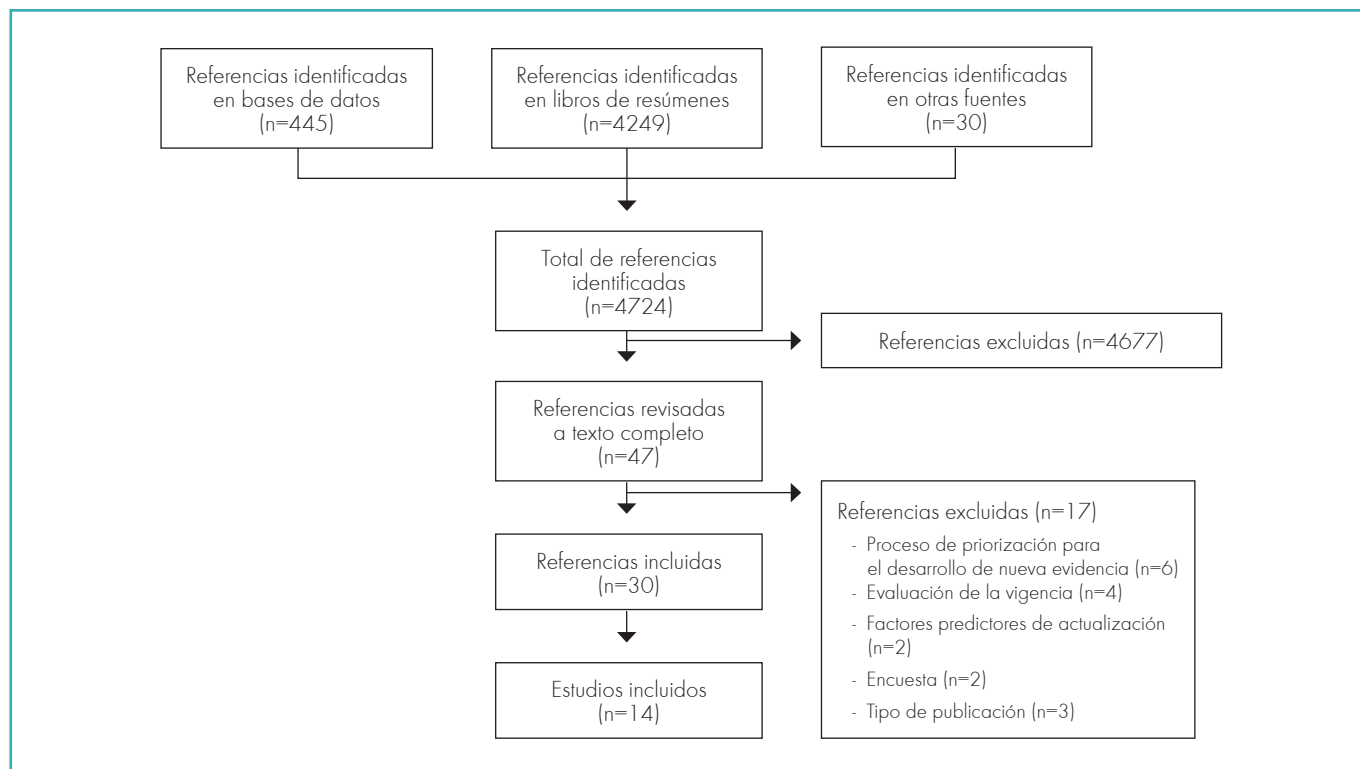 Referencias identificadas
en bases de datos
(n=445)
Referencias identificadas
en libros de resúmenes
(n=4249)
Referencias identificadas
en otras fuentes
(n=30)
Total de referencias
identificadas
(n=4724)
Referencias excluidas (n=4677)
Referencias revisadas
a texto completo
(n=47)
Referencias excluidas (n=17)
- Proceso de priorización para
el desarrollo de nueva evidencia (n=6)
- Evaluación de la vigencia (n=4)
- Factores predictores de actualización
(n=2)
- Encuesta (n=2)
- Tipo de publicación (n=3)
Referencias incluidas
(n=30)
Estudios incluidos
(n=14)